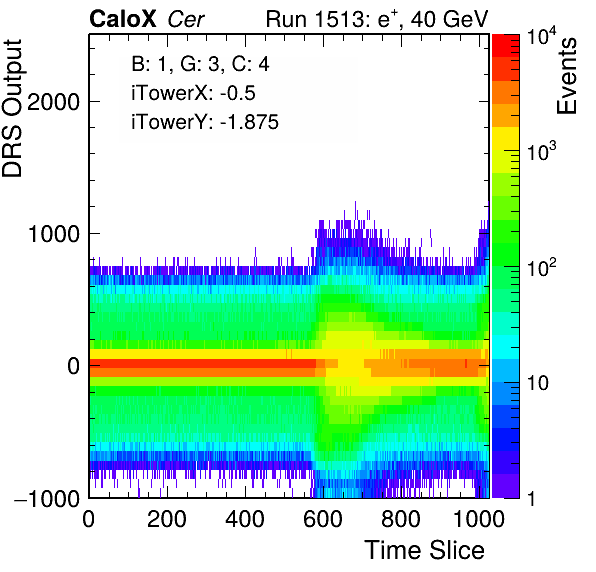 CaloX Cer
Run 1513: e⁺, 40 GeV
B: 1, G: 3, C: 4
iTowerX: -0.5
iTowerY: -1.875
DRS Output
2000
1000
0
−1000
0 200 400 600 800 1000
Time Slice
10⁴
10³
10²
10
1
Events